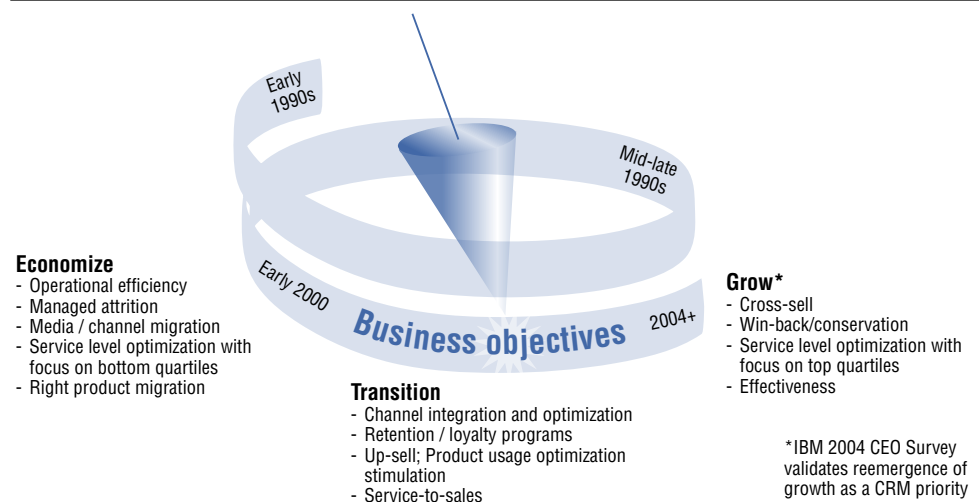 Early
1990s
Mid-late
1990s
Early 2000
Business objectives
2004+
Economize
- Operational efficiency
- Managed attrition
- Media / channel migration
- Service level optimization with
focus on bottom quartiles
- Right product migration
Transition
- Channel integration and optimization
- Retention / loyalty programs
- Up-sell; Product usage optimization
stimulation
- Service-to-sales
Grow*
- Cross-sell
- Win-back/conservation
- Service level optimization with
focus on top quartiles
- Effectiveness
*IBM 2004 CEO Survey
validates reemergence of
growth as a CRM priority